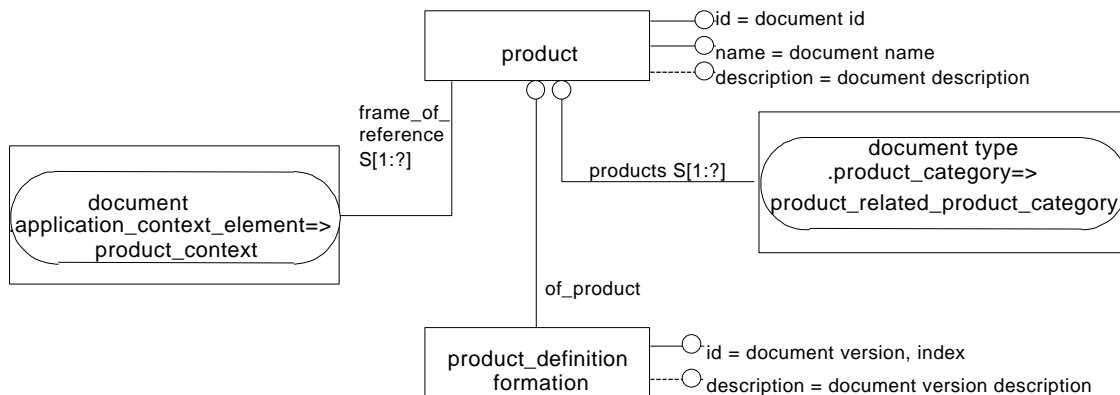 id = document id
product
name = document name
description = document description
frame_of_
reference
S[1:?]
document type
.product_category=>
product_related_product_category
products S[1:?]
document
.application_context_element=>
product_context
of_product
product_definition
formation
id = document version, index
description = document version description